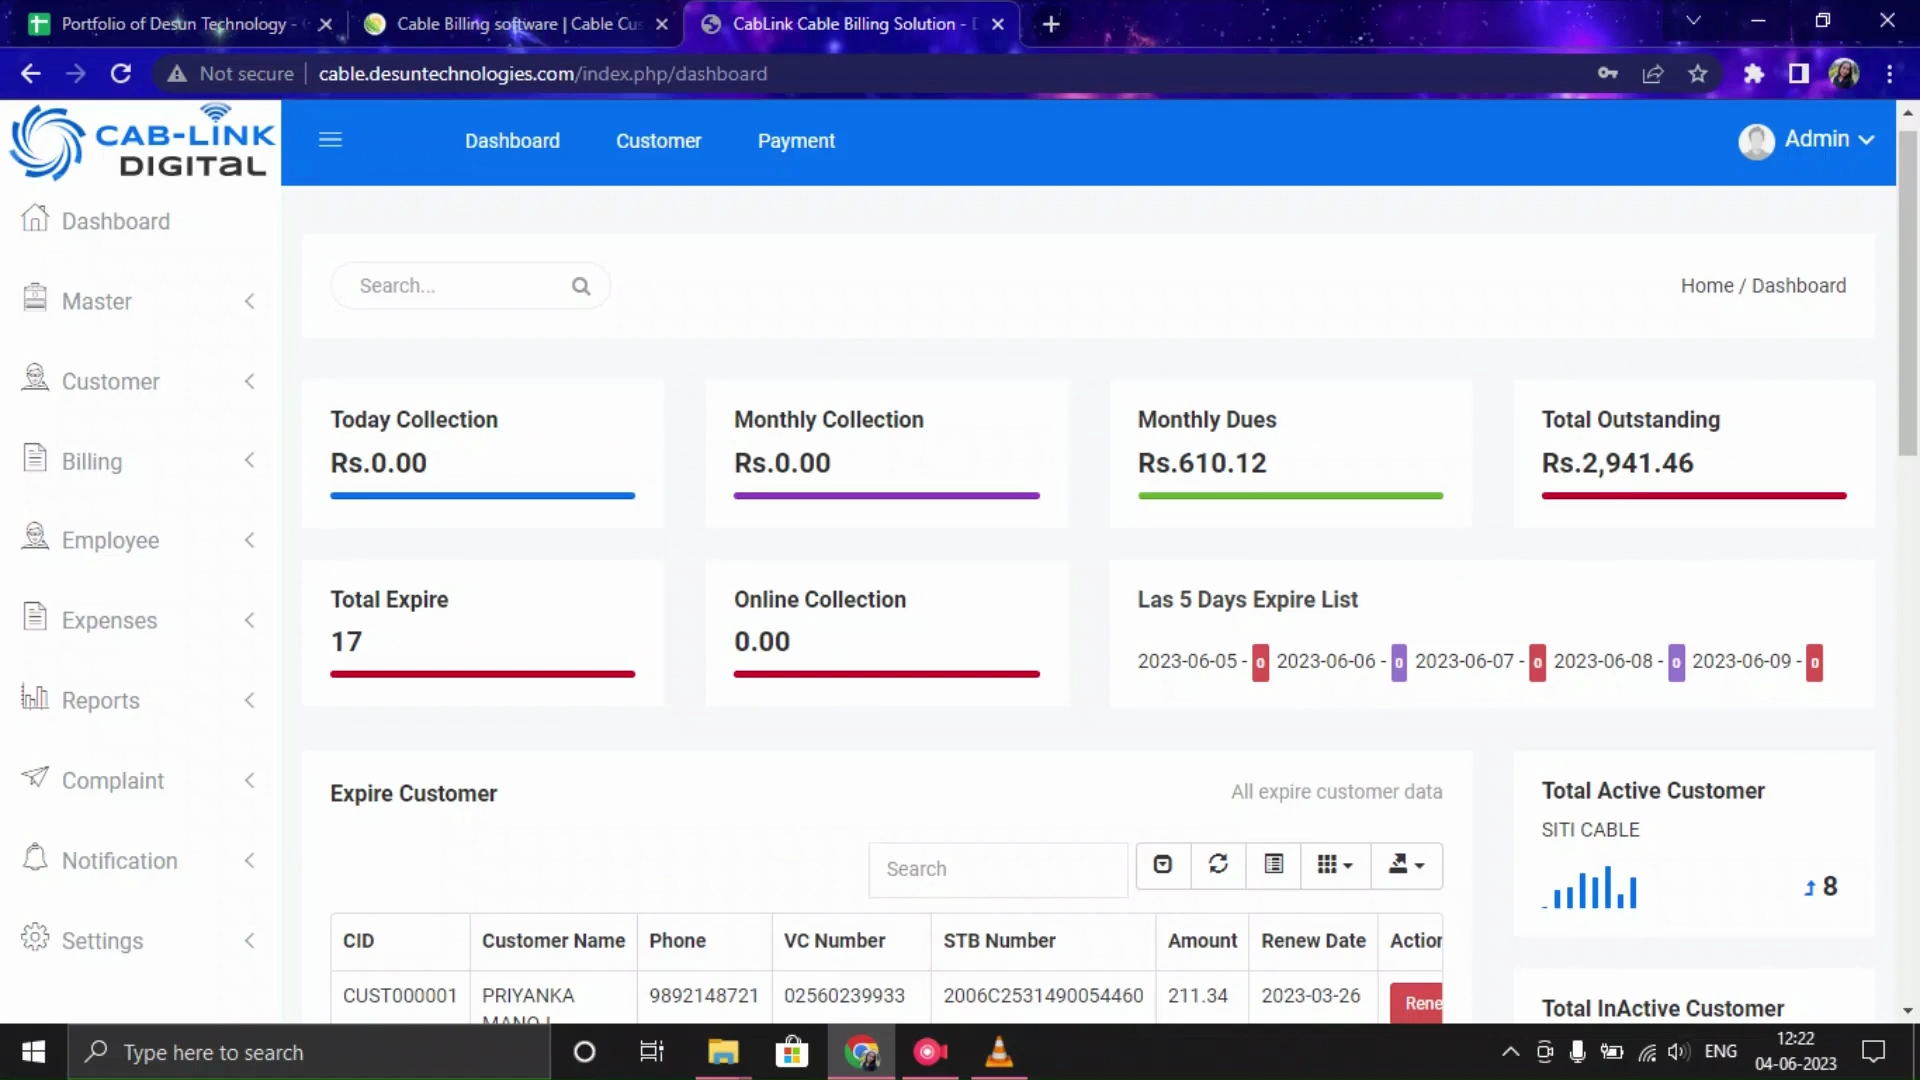 Portfolio of Desun Technology -
Cable Billing software | Cable Cus
CabLink Cable Billing Solution - D
Not secure
cable.desuntechnologies.com/index.php/dashboard
CAB-LINK
DIGITAL
Dashboard
Customer
Payment
Admin
Dashboard
Master
Customer
Billing
Employee
Expenses
Reports
Complaint
Notification
Settings
Search...
Home / Dashboard
Today Collection
Rs.0.00
Monthly Collection
Rs.0.00
Monthly Dues
Rs.610.12
Total Outstanding
Rs.2,941.46
Total Expire
17
Online Collection
0.00
Las 5 Days Expire List
2023-06-05 - 0 2023-06-06 - 0 2023-06-07 - 0 2023-06-08 - 0 2023-06-09 - 0
Expire Customer
All expire customer data
Search
CID Customer Name Phone VC Number STB Number Amount Renew Date Action
CUST000001 PRIYANKA 9892148721 02560239933 2006C2531490054460 211.34 2023-03-26 Rene
MANOJ
Total Active Customer
SITI CABLE
8
Total InActive Customer
Type here to search
ENG
12:22
04-06-2023